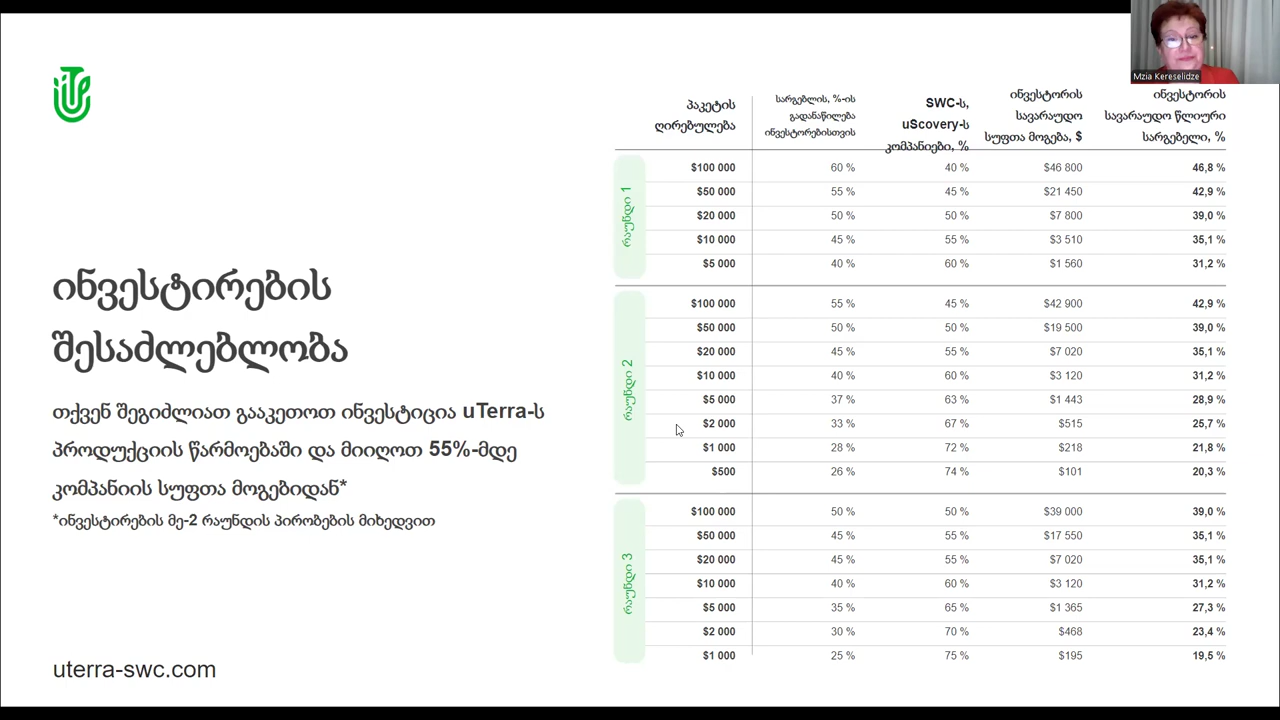 Mzia Kereselidze
ინვესტირების
შესაძლებლობა
თქვენ შეგიძლიათ გააკეთოთ ინვესტიცია uTerra-ს
პროდუქციის წარმოებაში და მიიღოთ 55%-მდე
კომპანიის სუფთა მოგებიდან*
*ინვესტირების მე-2 რაუნდის პირობების მიხედვით
uterra-swc.com
პაკეტის
ღირებულება
სარგებლის, %-ის
გადანაწილება
ინვესტორებისთვის
SWC-ს,
uScovery-ს
კომპანიები, %
ინვესტორის
სავარაუდო
სუფთა მოგება, $
ინვესტორის
სავარაუდო წლიური
სარგებელი, %
რაუნდი 1
$100 000 60 % 40 % $46 800 46,8 %
$50 000 55 % 45 % $21 450 42,9 %
$20 000 50 % 50 % $7 800 39,0 %
$10 000 45 % 55 % $3 510 35,1 %
$5 000 40 % 60 % $1 560 31,2 %
რაუნდი 2
$100 000 55 % 45 % $42 900 42,9 %
$50 000 50 % 50 % $19 500 39,0 %
$20 000 45 % 55 % $7 020 35,1 %
$10 000 40 % 60 % $3 120 31,2 %
$5 000 37 % 63 % $1 443 28,9 %
$2 000 33 % 67 % $515 25,7 %
$1 000 28 % 72 % $218 21,8 %
$500 26 % 74 % $101 20,3 %
რაუნდი 3
$100 000 50 % 50 % $39 000 39,0 %
$50 000 45 % 55 % $17 550 35,1 %
$20 000 45 % 55 % $7 020 35,1 %
$10 000 40 % 60 % $3 120 31,2 %
$5 000 35 % 65 % $1 365 27,3 %
$2 000 30 % 70 % $468 23,4 %
$1 000 25 % 75 % $195 19,5 %